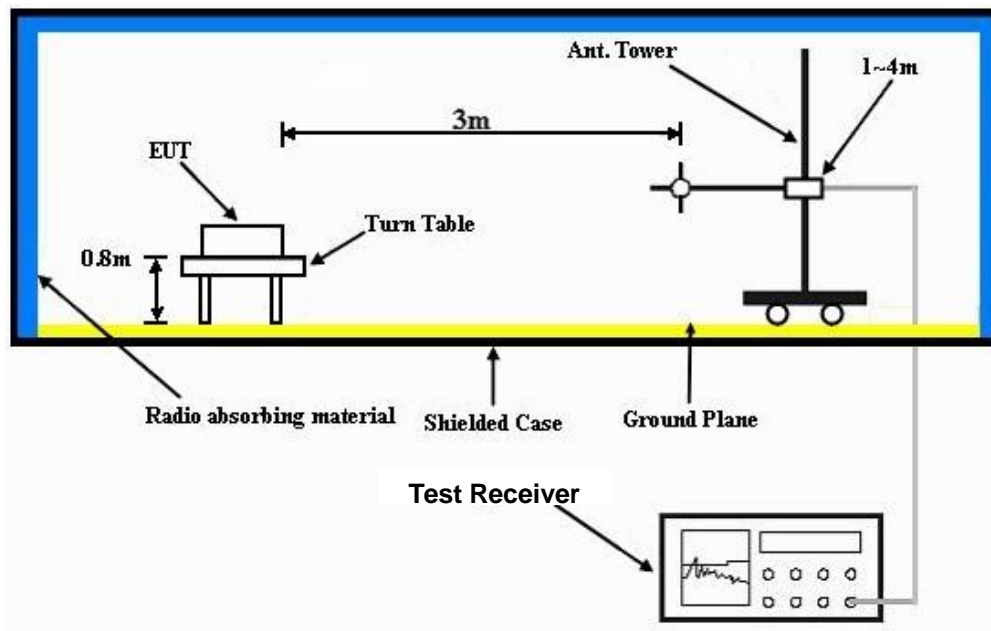 Ant. Tower
1~4m
3m
EUT
Turn Table
0.8m
Radio absorbing material
Shielded Case
Ground Plane
Test Receiver